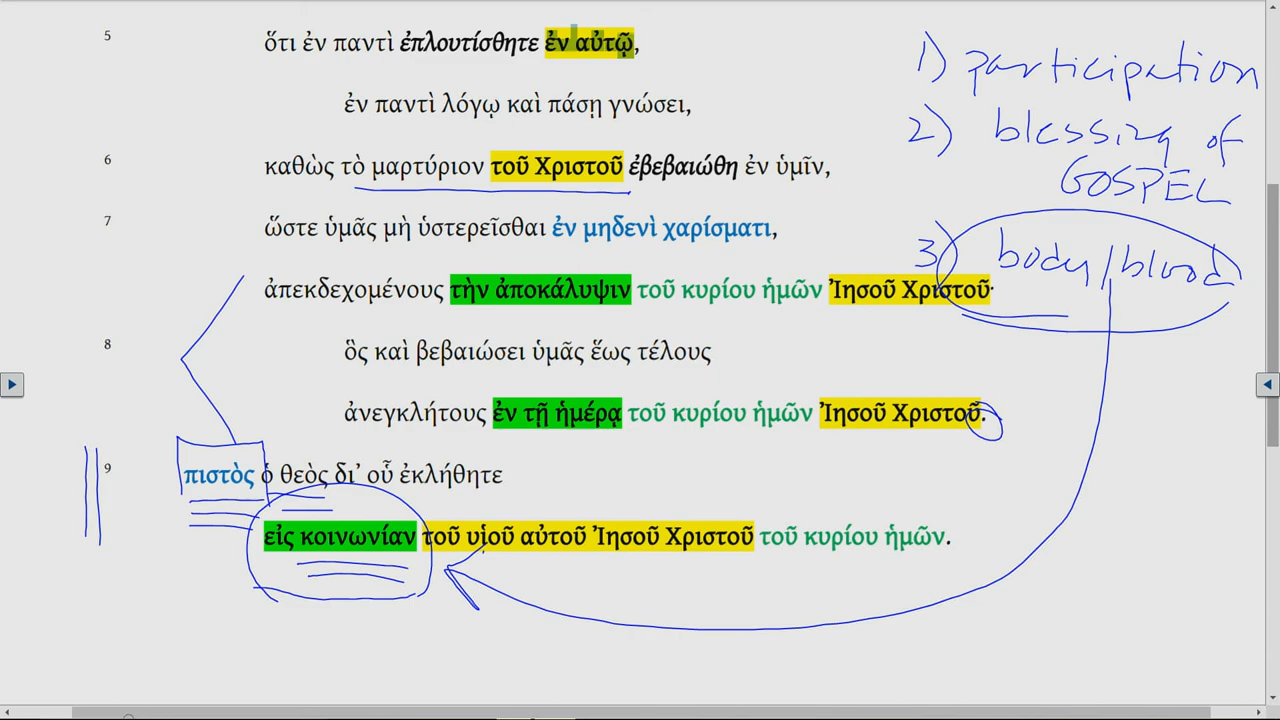 5 ὅτι ἐν παντὶ ἐπλουτίσθητε ἐν αὐτῷ,
ἐν παντὶ λόγῳ καὶ πάσῃ γνώσει,
6 καθὼς τὸ μαρτύριον τοῦ Χριστοῦ ἐβεβαιώθη ἐν ὑμῖν,
7 ὥστε ὑμᾶς μὴ ὑστερεῖσθαι ἐν μηδενὶ χαρίσματι,
ἀπεκδεχομένους τὴν ἀποκάλυψιν τοῦ κυρίου ἡμῶν Ἰησοῦ Χριστοῦ·
8 ὃς καὶ βεβαιώσει ὑμᾶς ἕως τέλους
ἀνεγκλήτους ἐν τῇ ἡμέρᾳ τοῦ κυρίου ἡμῶν Ἰησοῦ Χριστοῦ.
9 πιστὸς ὁ θεὸς δι’ οὗ ἐκλήθητε
εἰς κοινωνίαν τοῦ υἱοῦ αὐτοῦ Ἰησοῦ Χριστοῦ τοῦ κυρίου ἡμῶν.
1) participation
2) blessing of
GOSPEL
3) body/blood